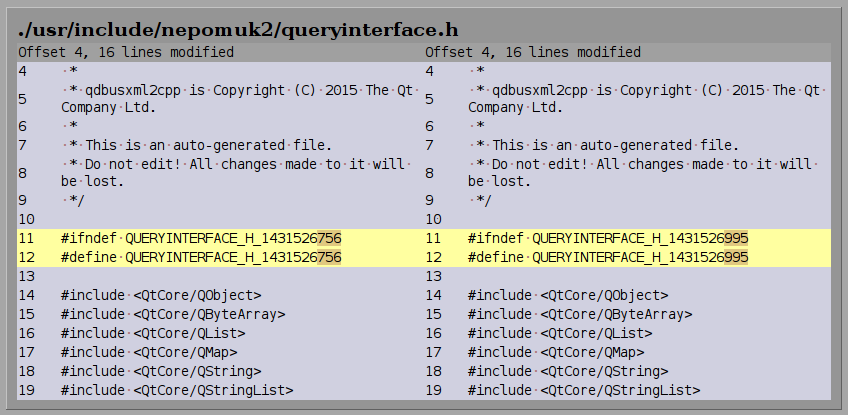 ./usr/include/nepomuk2/queryinterface.h
Offset 4, 16 lines modified
4 ·*
5 ·*·qdbusxml2cpp·is·Copyright·(C)·2015·The·Qt·
Company·Ltd.
6 ·*
7 ·*·This·is·an·auto-generated·file.
8 ·*·Do·not·edit!·All·changes·made·to·it·will·
be·lost.
9 ·*/
10
11 #ifndef·QUERYINTERFACE_H_1431526756
12 #define·QUERYINTERFACE_H_1431526756
13
14 #include·<QtCore/QObject>
15 #include·<QtCore/QByteArray>
16 #include·<QtCore/QList>
17 #include·<QtCore/QMap>
18 #include·<QtCore/QString>
19 #include·<QtCore/QStringList>
Offset 4, 16 lines modified
4 ·*
5 ·*·qdbusxml2cpp·is·Copyright·(C)·2015·The·Qt·
Company·Ltd.
6 ·*
7 ·*·This·is·an·auto-generated·file.
8 ·*·Do·not·edit!·All·changes·made·to·it·will·
be·lost.
9 ·*/
10
11 #ifndef·QUERYINTERFACE_H_1431526995
12 #define·QUERYINTERFACE_H_1431526995
13
14 #include·<QtCore/QObject>
15 #include·<QtCore/QByteArray>
16 #include·<QtCore/QList>
17 #include·<QtCore/QMap>
18 #include·<QtCore/QString>
19 #include·<QtCore/QStringList>